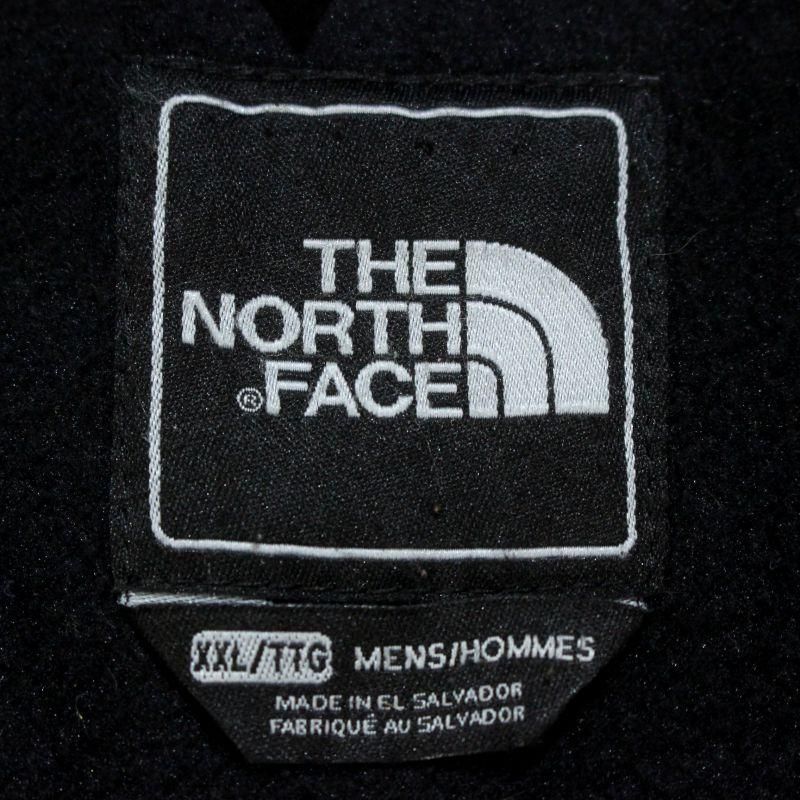 THE
NORTH
®FACE
XXL/TTG MENS/HOMMES
MADE IN EL SALVADOR
FABRIQUÉ AU SALVADOR